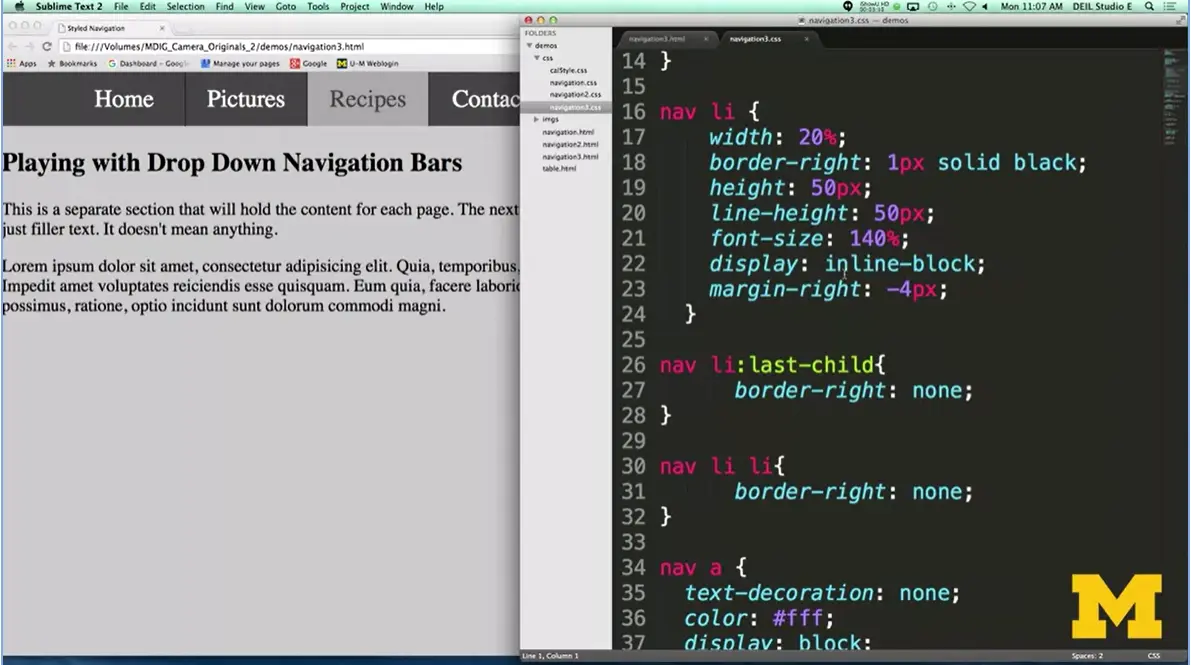 Sublime Text 2 File Edit Selection Find View Goto Tools Project Window Help
Mon 11:07 AM DEIL Studio E
Styled Navigation
file:///Volumes/MDIG_Camera_Originals_2/demos/navigation3.html
Apps Bookmarks Dashboard - Google Manage your pages Google U-M Weblogin
Home Pictures Recipes Contac
Playing with Drop Down Navigation Bars
This is a separate section that will hold the content for each page. The next
just filler text. It doesn't mean anything.
Lorem ipsum dolor sit amet, consectetur adipisicing elit. Quia, temporibus,
Impedit amet voluptates reiciendis esse quisquam. Eum quia, facere laborio
possimus, ratione, optio incidunt sunt dolorum commodi magni.
navigation3.css — demos
FOLDERS
demos
css
calStyle.css
navigation.css
navigation2.css
navigation3.css
imgs
navigation.html
navigation2.html
navigation3.html
table.html
navigation3.html navigation3.css
14 }
15
16 nav li {
17 width: 20%;
18 border-right: 1px solid black;
19 height: 50px;
20 line-height: 50px;
21 font-size: 140%;
22 display: inline-block;
23 margin-right: -4px;
24 }
25
26 nav li:last-child{
27 border-right: none;
28 }
29
30 nav li li{
31 border-right: none;
32 }
33
34 nav a {
35 text-decoration: none;
36 color: #fff;
37 display: block;
M
Line 1, Column 1
Spaces: 2 CSS